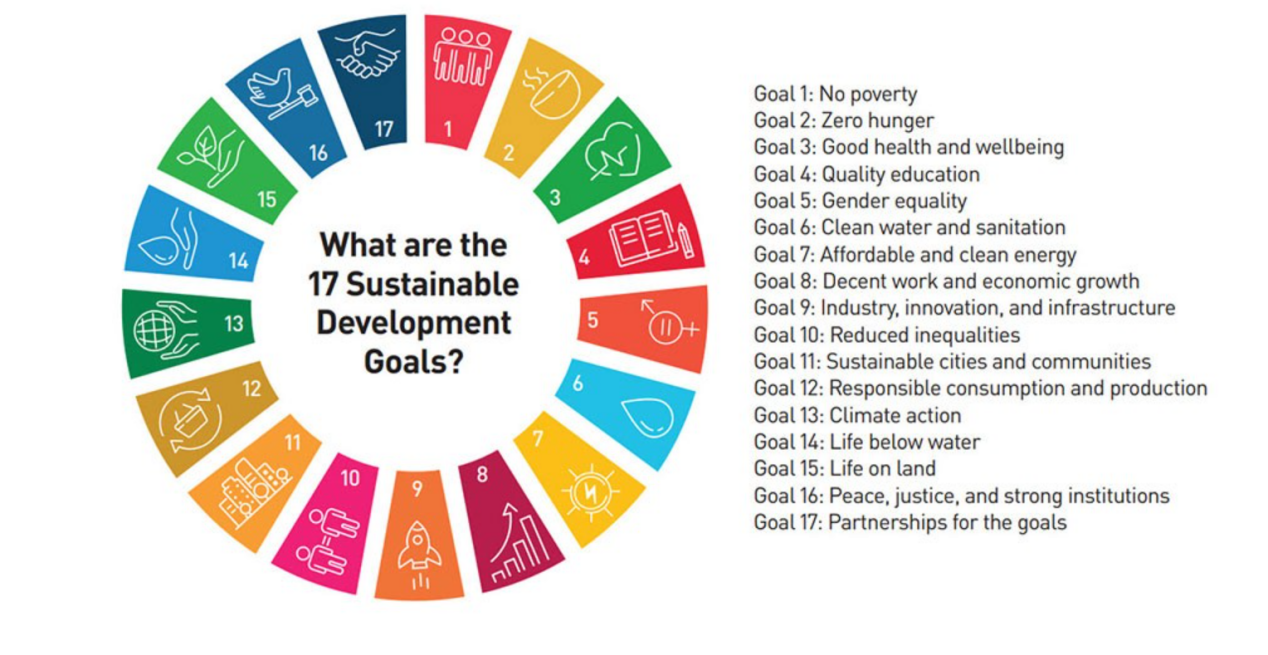 17
1
16
2
15
3
14
4
13
5
12
6
11
7
10
9
8
What are the
17 Sustainable
Development
Goals?
Goal 1: No poverty
Goal 2: Zero hunger
Goal 3: Good health and wellbeing
Goal 4: Quality education
Goal 5: Gender equality
Goal 6: Clean water and sanitation
Goal 7: Affordable and clean energy
Goal 8: Decent work and economic growth
Goal 9: Industry, innovation, and infrastructure
Goal 10: Reduced inequalities
Goal 11: Sustainable cities and communities
Goal 12: Responsible consumption and production
Goal 13: Climate action
Goal 14: Life below water
Goal 15: Life on land
Goal 16: Peace, justice, and strong institutions
Goal 17: Partnerships for the goals